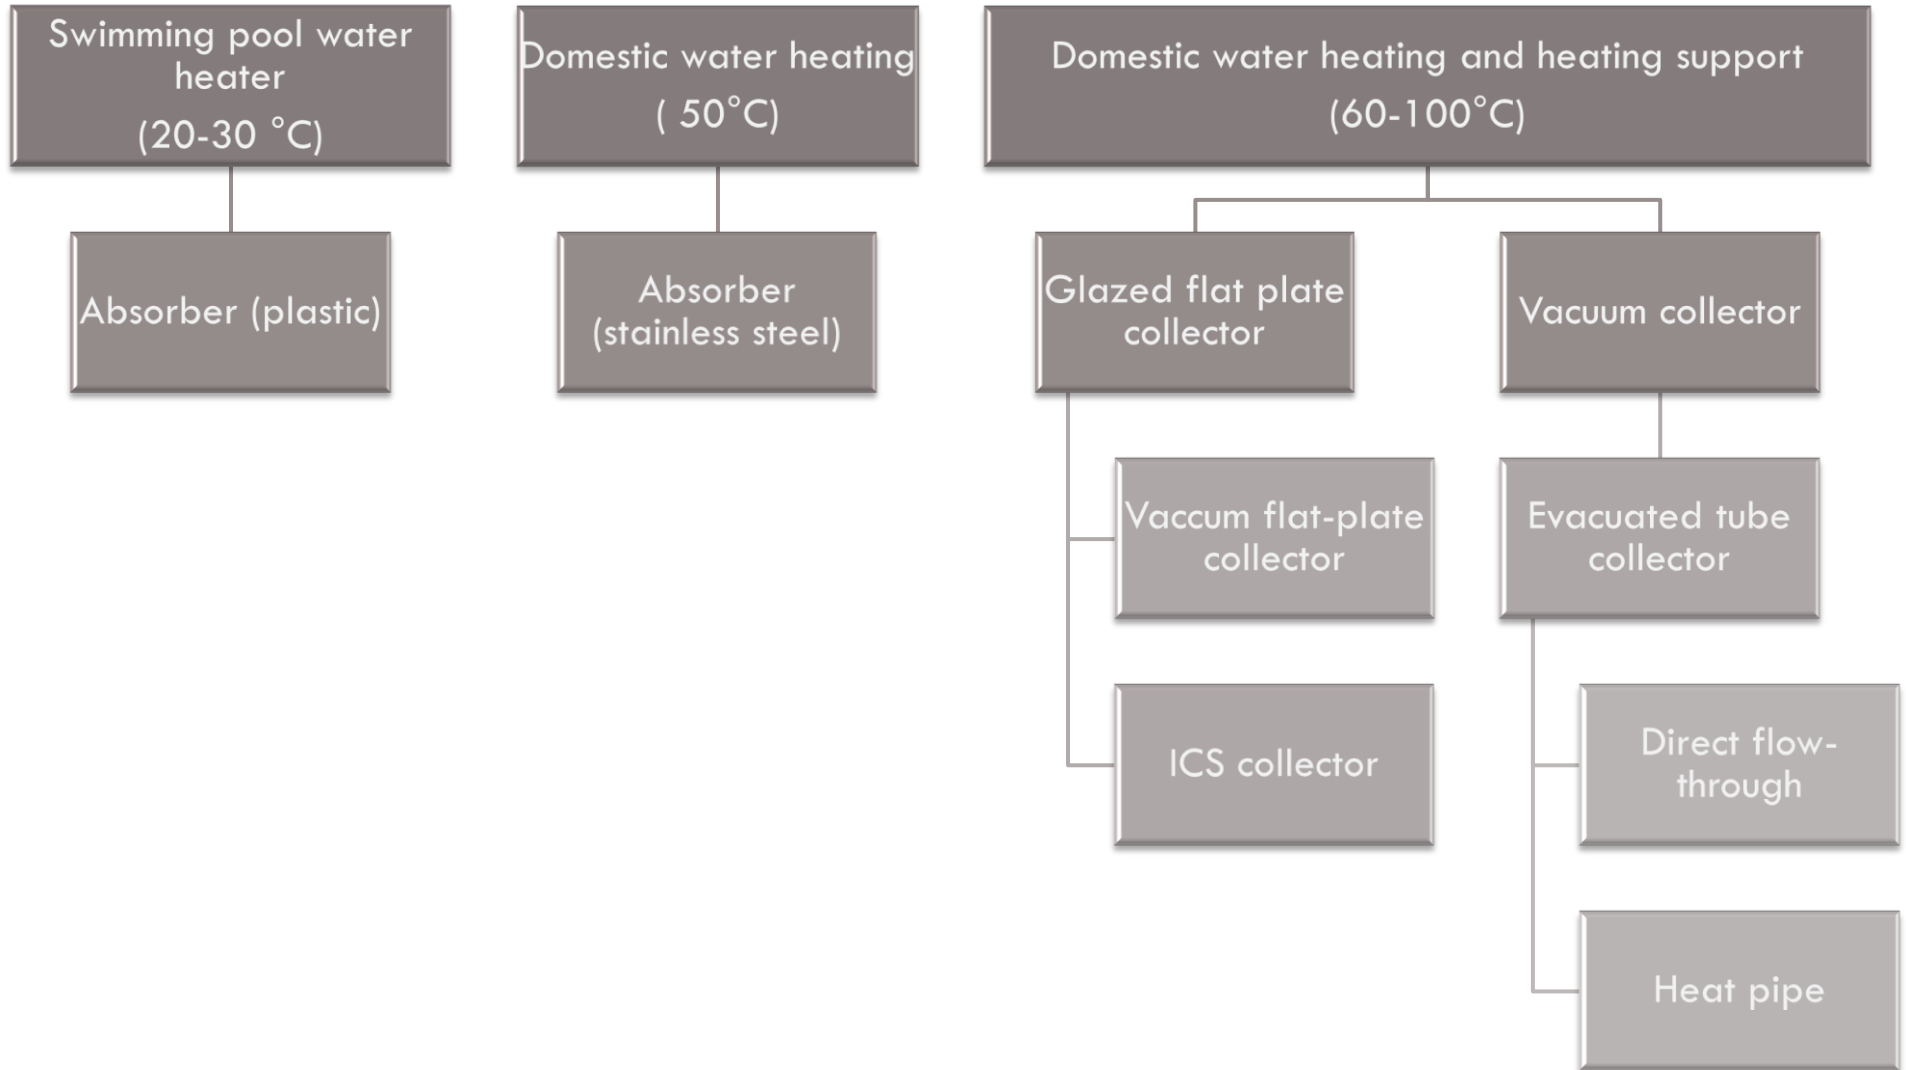 Swimming pool water
heater
(20-30 °C)
Domestic water heating
( 50°C)
Domestic water heating and heating support
(60-100°C)
Absorber (plastic)
Absorber
(stainless steel)
Glazed flat plate
collector
Vacuum collector
Vaccum flat-plate
collector
Evacuated tube
collector
ICS collector
Direct flow-
through
Heat pipe